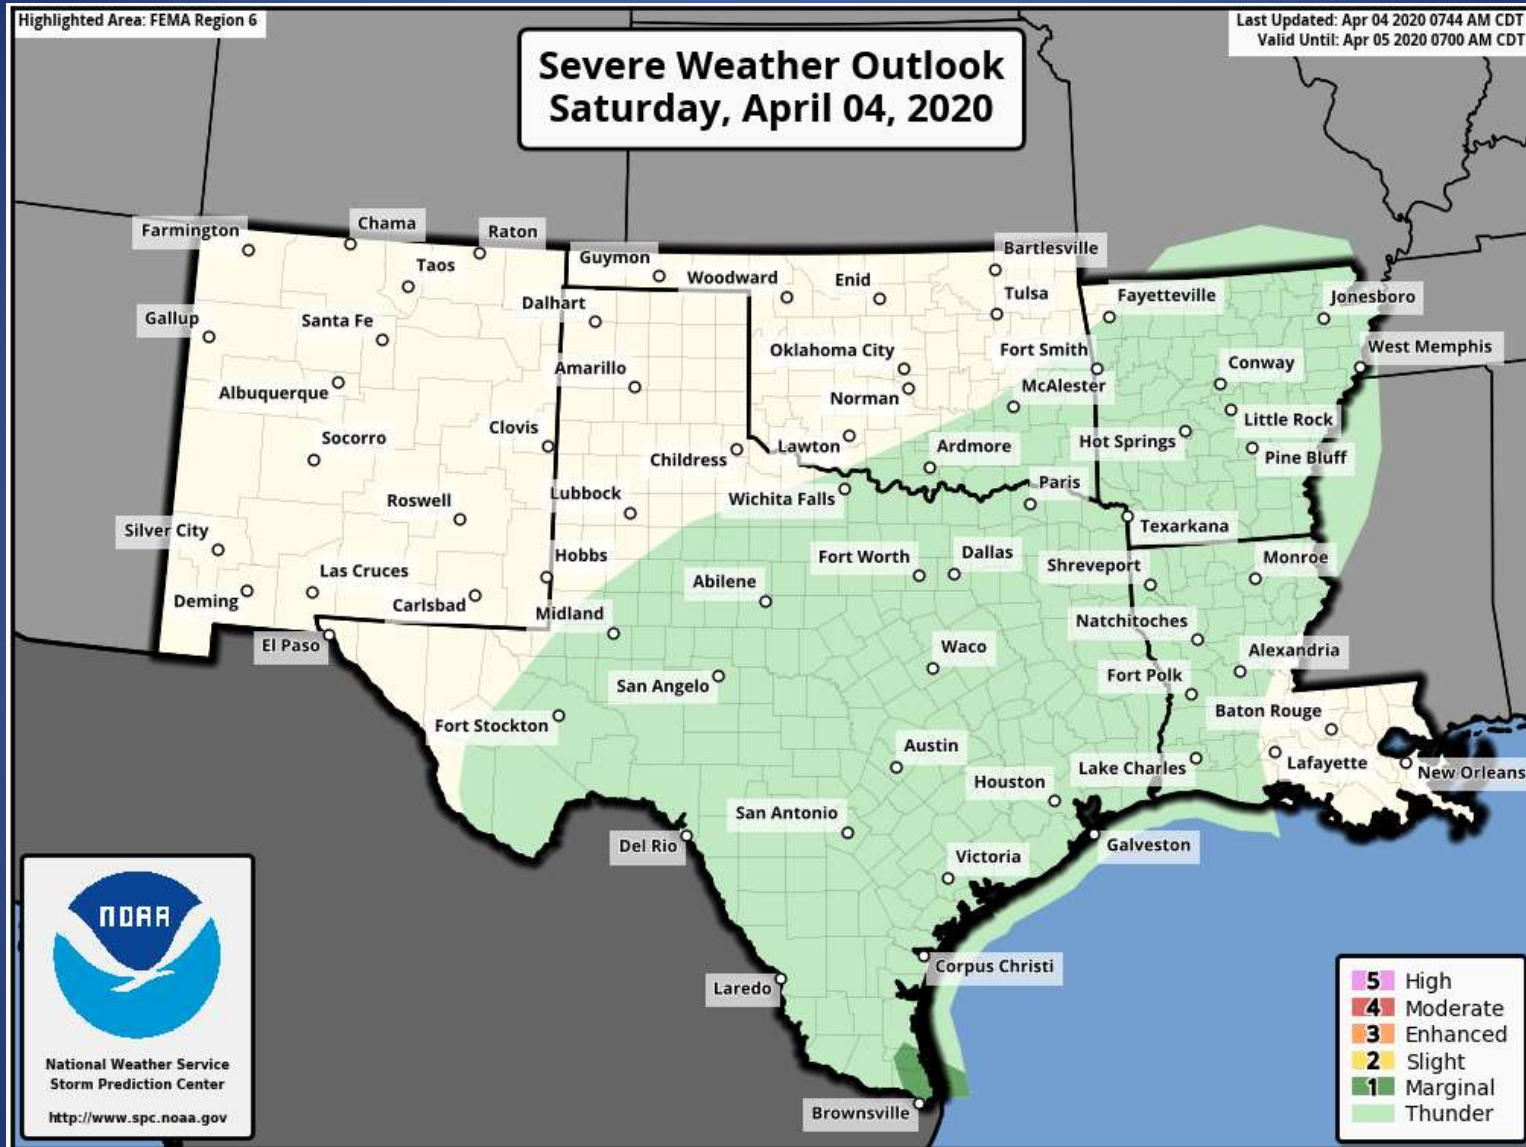 Highlighted Area: FEMA Region 6
Last Updated: Apr 04 2020 0744 AM CDT
Valid Until: Apr 05 2020 0700 AM CDT
Severe Weather Outlook
Saturday, April 04, 2020
Farmington
Chama
Raton
Taos
Guymon
Woodward
Enid
Bartlesville
Gallup
Santa Fe
Dalhart
Tulsa
Fayetteville
Jonesboro
Albuquerque
Amarillo
Oklahoma City
Fort Smith
Conway
West Memphis
Norman
McAlester
Little Rock
Socorro
Clovis
Childress
Lawton
Ardmore
Hot Springs
Pine Bluff
Roswell
Lubbock
Wichita Falls
Paris
Silver City
Texarkana
Hobbs
Fort Worth
Dallas
Shreveport
Monroe
Las Cruces
Abilene
Deming
Carlsbad
Midland
Natchitoches
El Paso
Waco
Alexandria
San Angelo
Fort Polk
Fort Stockton
Baton Rouge
Austin
Lake Charles
Lafayette
New Orleans
Houston
San Antonio
Del Rio
Galveston
Victoria
Corpus Christi
Laredo
Brownsville
NOAA
National Weather Service
Storm Prediction Center
http://www.spc.noaa.gov
5 High
4 Moderate
3 Enhanced
2 Slight
1 Marginal
Thunder